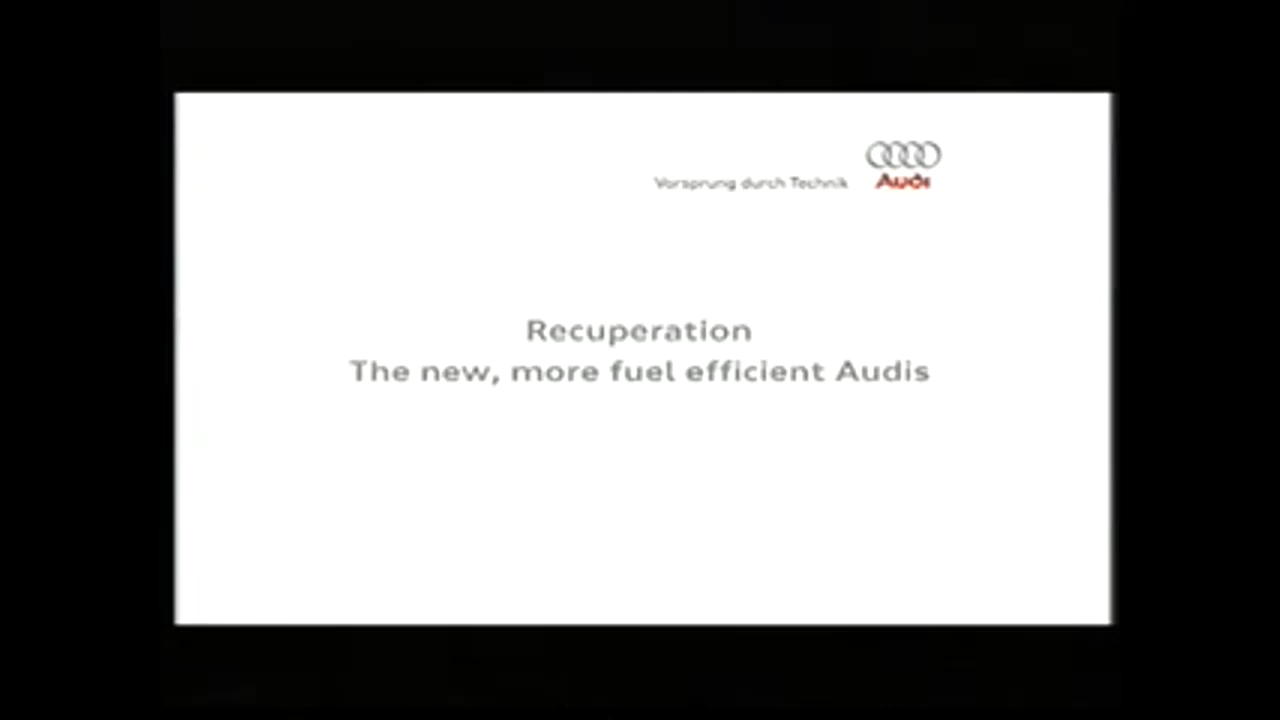 Vorsprung durch Technik
Audi
Recuperation
The new, more fuel efficient Audis